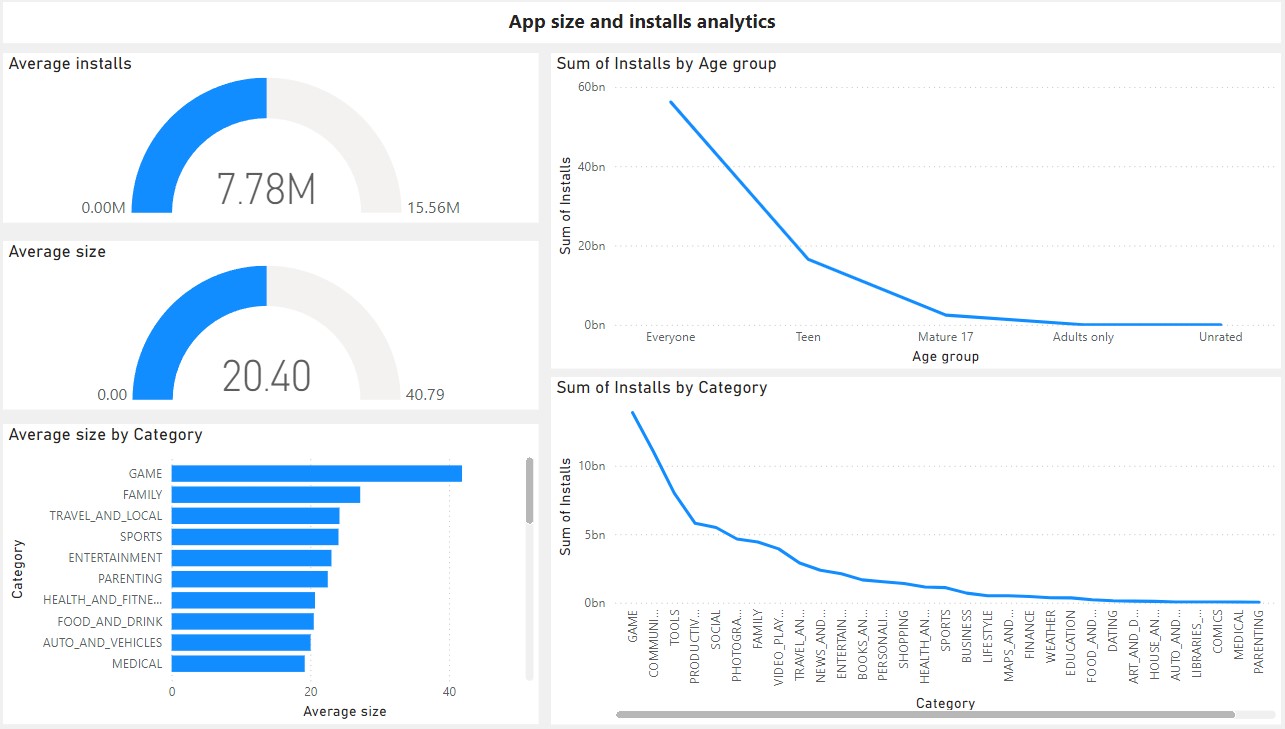 App size and installs analytics
Average installs
7.78M
0.00M
15.56M
Average size
20.40
0.00
40.79
Average size by Category
Category
GAME
FAMILY
TRAVEL_AND_LOCAL
SPORTS
ENTERTAINMENT
PARENTING
HEALTH_AND_FITNE...
FOOD_AND_DRINK
AUTO_AND_VEHICLES
MEDICAL
0
20
40
Average size
Sum of Installs by Age group
Sum of Installs
60bn
40bn
20bn
0bn
Everyone
Teen
Mature 17
Adults only
Unrated
Age group
Sum of Installs by Category
Sum of Installs
10bn
5bn
0bn
GAME
COMMUNI...
TOOLS
PRODUCTIV...
SOCIAL
PHOTOGRA...
FAMILY
VIDEO_PLAY...
TRAVEL_AN...
NEWS_AND...
ENTERTAIN...
BOOKS_AN...
PERSONALI...
SHOPPING
HEALTH_AN...
SPORTS
BUSINESS
LIFESTYLE
MAPS_AND...
FINANCE
WEATHER
EDUCATION
FOOD_AND...
DATING
ART_AND_D...
HOUSE_AN...
AUTO_AND...
LIBRARIES_...
COMICS
MEDICAL
PARENTING
Category